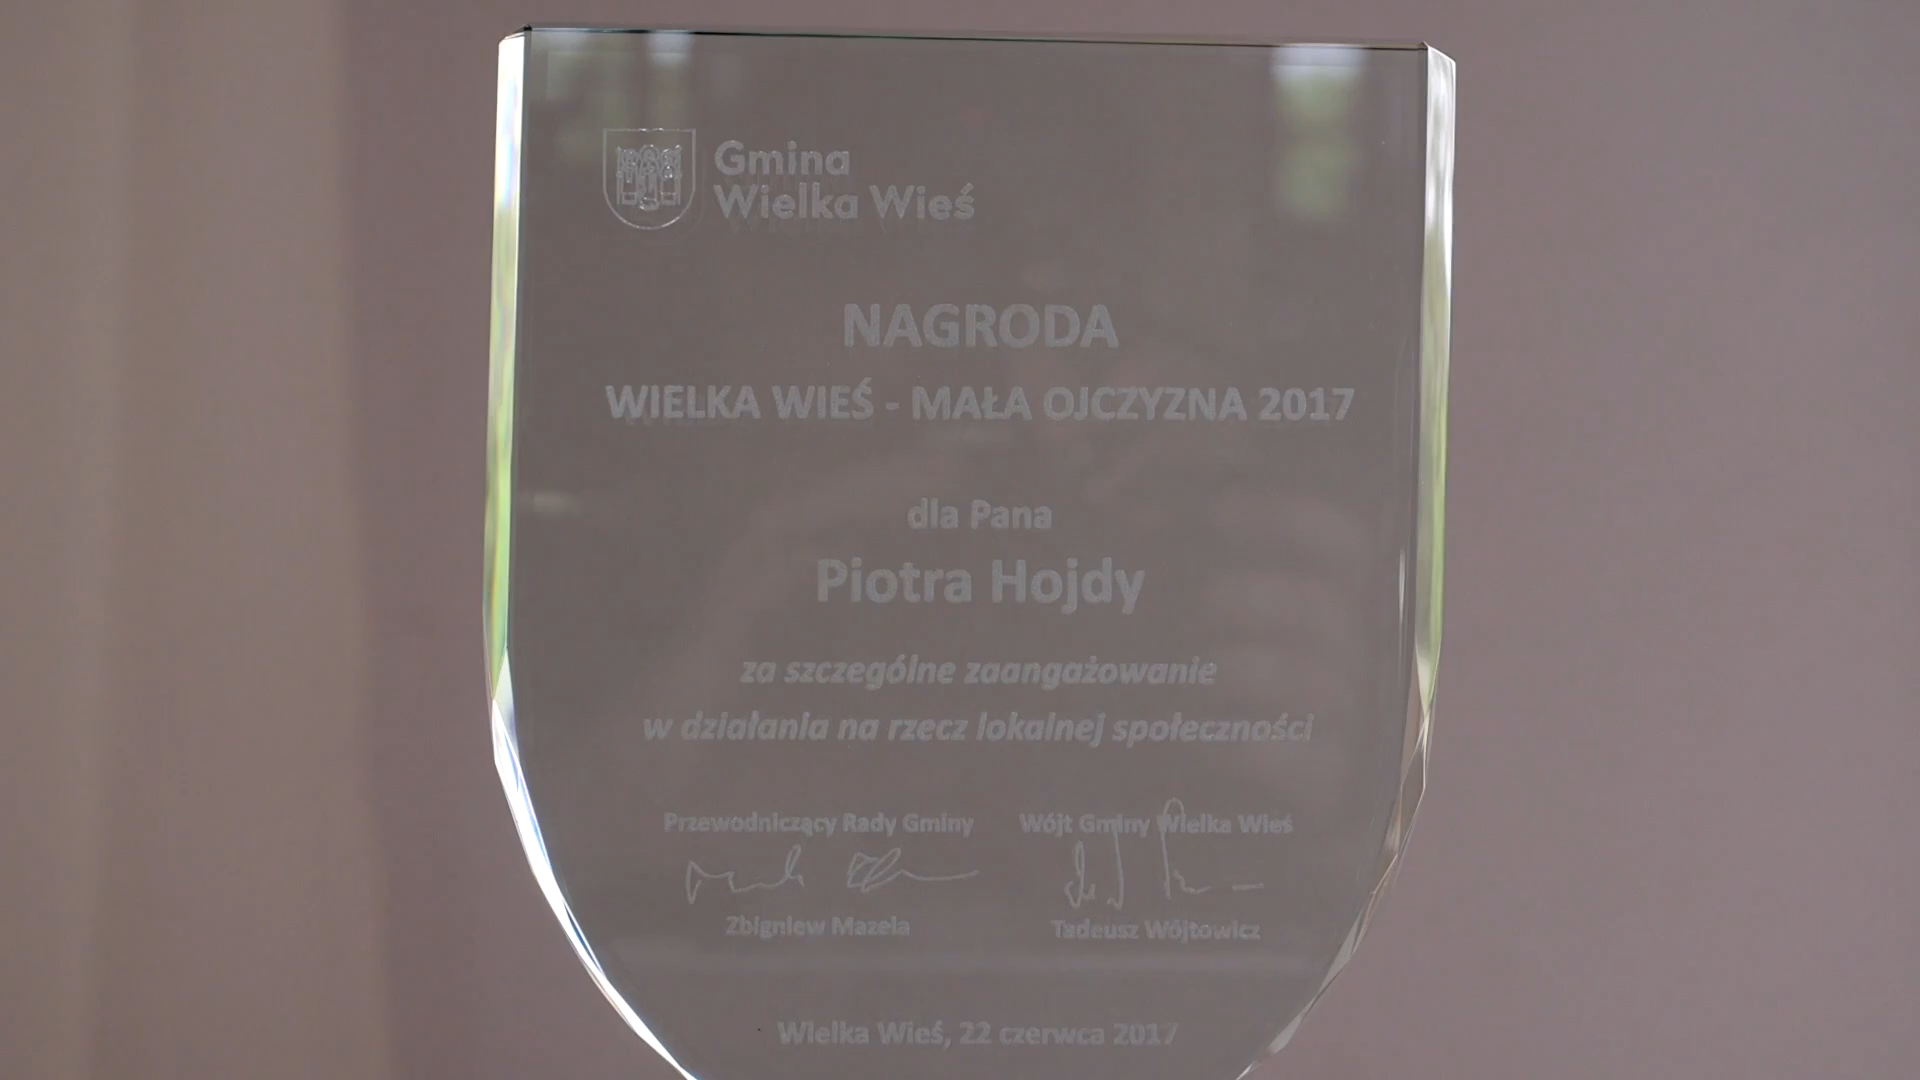 Gmina
Wielka Wieś
NAGRODA
WIELKA WIEŚ - MAŁA OJCZYZNA 2017
dla Pana
Piotra Hojdy
za szczególne zaangażowanie
w działania na rzecz lokalnej społeczności
Przewodniczący Rady Gminy
Wójt Gminy Wielka Wieś
Zbigniew Mazela
Tadeusz Wójtowicz
Wielka Wieś, 22 czerwca 2017